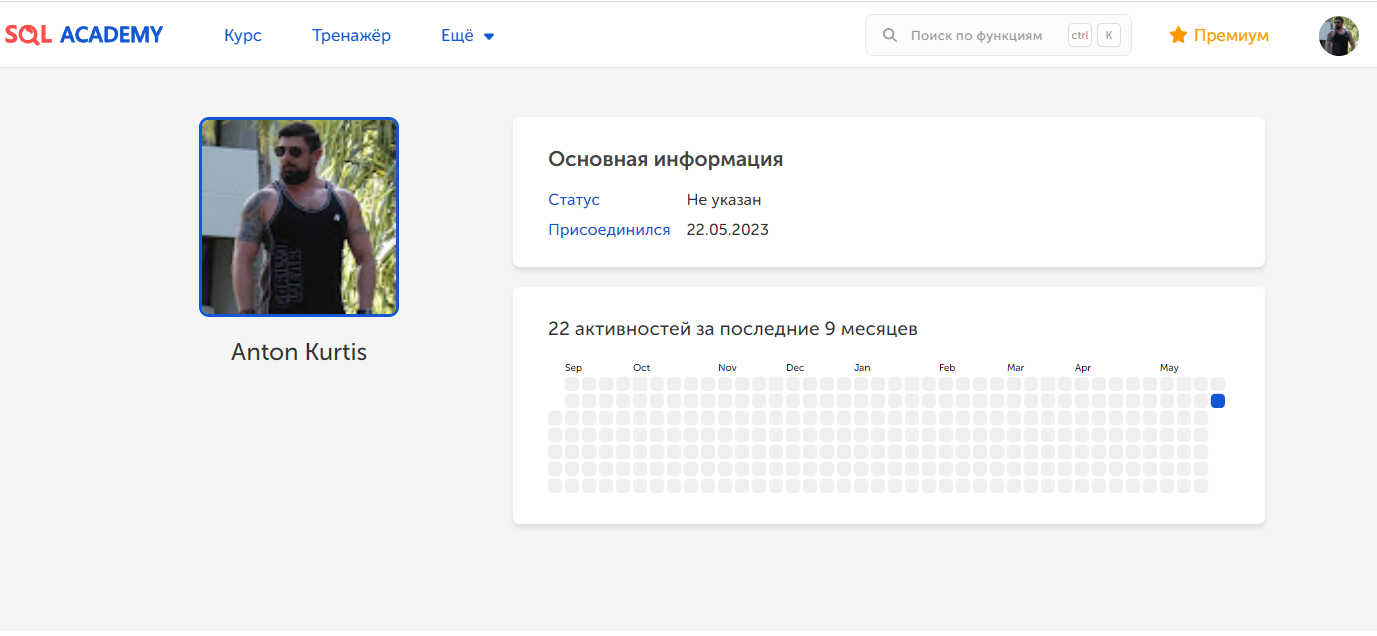 SQL ACADEMY Курс Тренажёр Ещё Поиск по функциям ctrl K Премиум
Anton Kurtis
Основная информация
Статус Не указан
Присоединился 22.05.2023
22 активностей за последние 9 месяцев
Sep Oct Nov Dec Jan Feb Mar Apr May